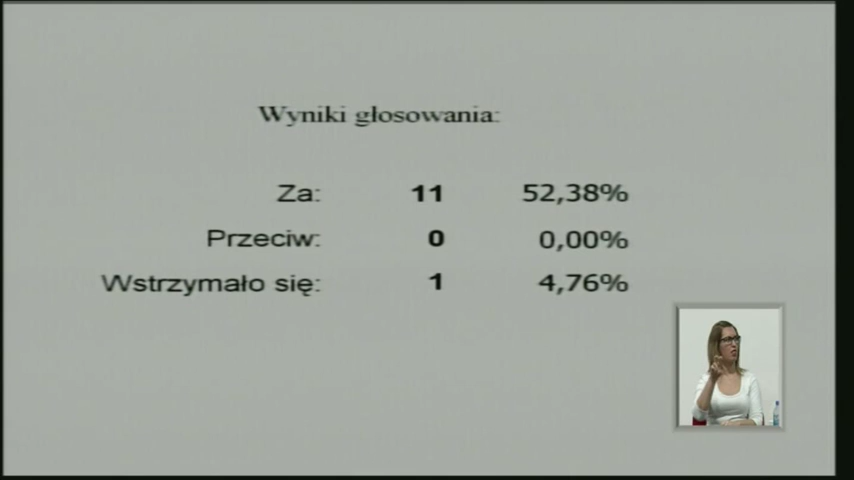 Wyniki głosowania:
Za: 11 52,38%
Przeciw: 0 0,00%
Wstrzymało się: 1 4,76%